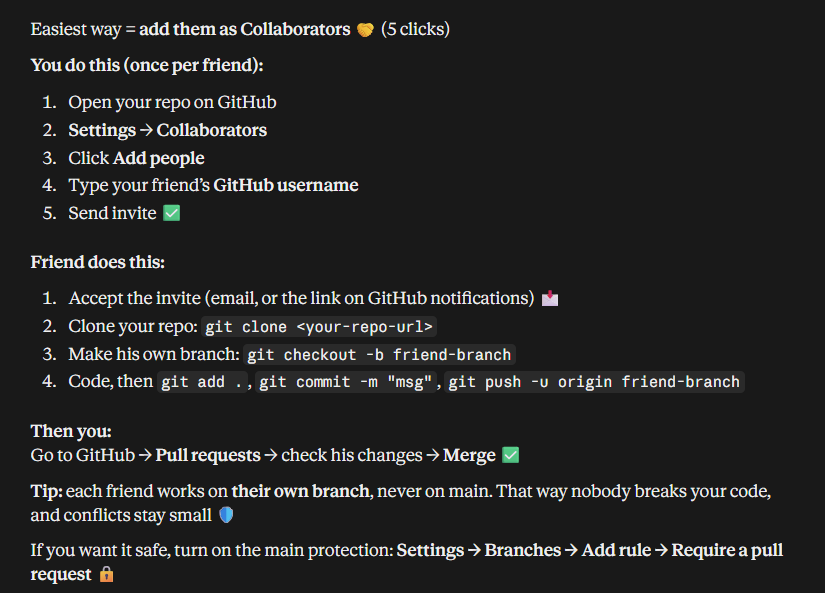 Easiest way = add them as Collaborators 🤝 (5 clicks)
You do this (once per friend):
1. Open your repo on GitHub
2. Settings → Collaborators
3. Click Add people
4. Type your friend’s GitHub username
5. Send invite ✅
Friend does this:
1. Accept the invite (email, or the link on GitHub notifications) 📩
2. Clone your repo: git clone <your-repo-url>
3. Make his own branch: git checkout -b friend-branch
4. Code, then git add . , git commit -m "msg" , git push -u origin friend-branch
Then you:
Go to GitHub → Pull requests → check his changes → Merge ✅
Tip: each friend works on their own branch, never on main. That way nobody breaks your code,
and conflicts stay small 🛡️
If you want it safe, turn on the main protection: Settings → Branches → Add rule → Require a pull
request 🔒